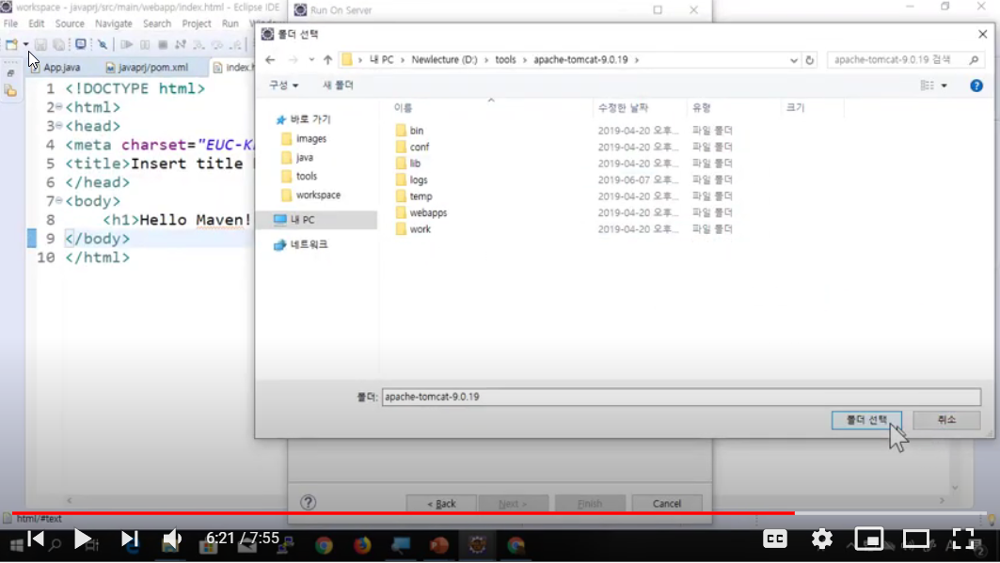 workspace - javaprj/src/main/webapp/index.html - Eclipse IDE
Run On Server
File Edit Source Navigate Search Project Run
폴더 선택
내 PC > Newlecture (D:) > tools > apache-tomcat-9.0.19 >
apache-tomcat-9.0.19 검색
App.java
javaprj/pom.xml
구성
새 폴더
이름
수정한 날짜
유형
크기
바로 가기
images
java
tools
workspace
내 PC
네트워크
bin 2019-04-20 오후... 파일 폴더
conf 2019-04-20 오후... 파일 폴더
lib 2019-04-20 오후... 파일 폴더
logs 2019-06-07 오후... 파일 폴더
temp 2019-04-20 오후... 파일 폴더
webapps 2019-04-20 오후... 파일 폴더
work 2019-04-20 오후... 파일 폴더
1 <!DOCTYPE html>
2 <html>
3 <head>
4 <meta charset="EUC-K
5 <title>Insert title
6 </head>
7 <body>
8 <h1>Hello Maven!
9 </body>
10 </html>
폴더: apache-tomcat-9.0.19
폴더 선택
취소
< Back
Next >
Finish
Cancel
html/#text
6:21 / 7:55
CC